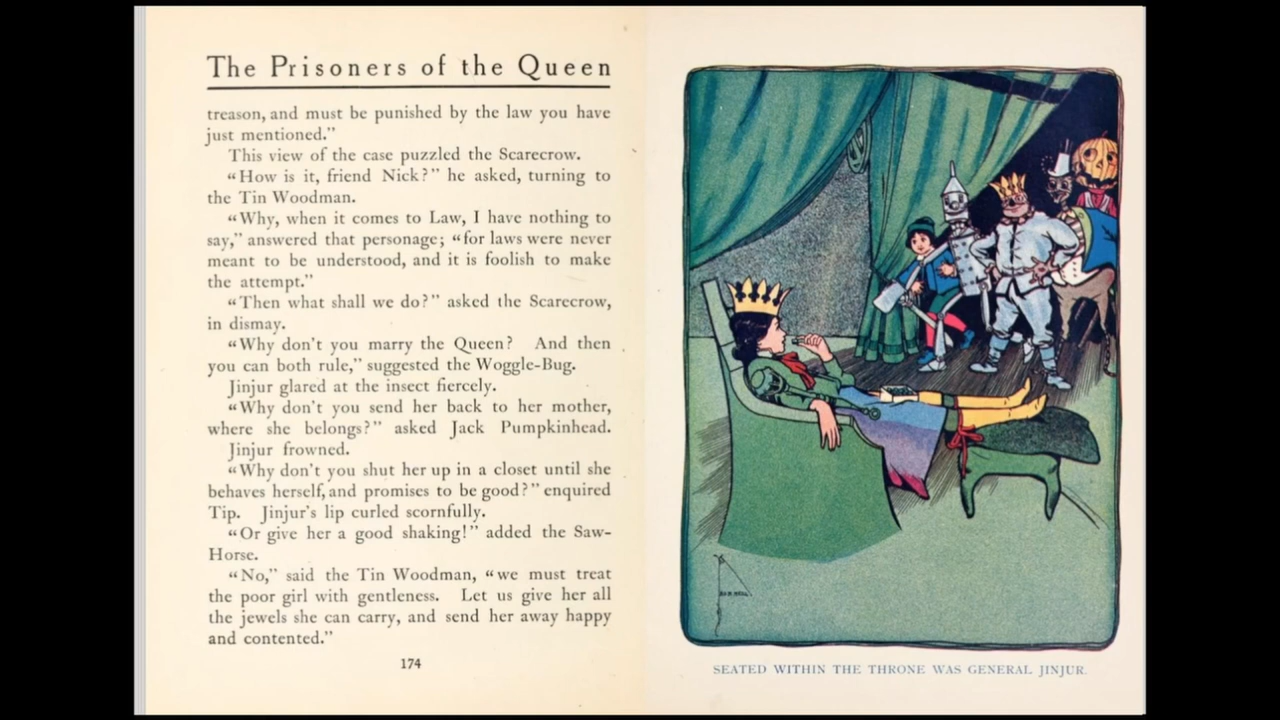 The Prisoners of the Queen
treason, and must be punished by the law you have
just mentioned.”
This view of the case puzzled the Scarecrow.
“How is it, friend Nick?” he asked, turning to
the Tin Woodman.
“Why, when it comes to Law, I have nothing to
say,” answered that personage; “for laws were never
meant to be understood, and it is foolish to make
the attempt.”
“Then what shall we do?” asked the Scarecrow,
in dismay.
“Why don’t you marry the Queen? And then
you can both rule,” suggested the Woggle-Bug.
Jinjur glared at the insect fiercely.
“Why don’t you send her back to her mother,
where she belongs?” asked Jack Pumpkinhead.
Jinjur frowned.
“Why don’t you shut her up in a closet until she
behaves herself, and promises to be good?” enquired
Tip. Jinjur’s lip curled scornfully.
“Or give her a good shaking!” added the Saw-
Horse.
“No,” said the Tin Woodman, “we must treat
the poor girl with gentleness. Let us give her all
the jewels she can carry, and send her away happy
and contented.”
174
SEATED WITHIN THE THRONE WAS GENERAL JINJUR.